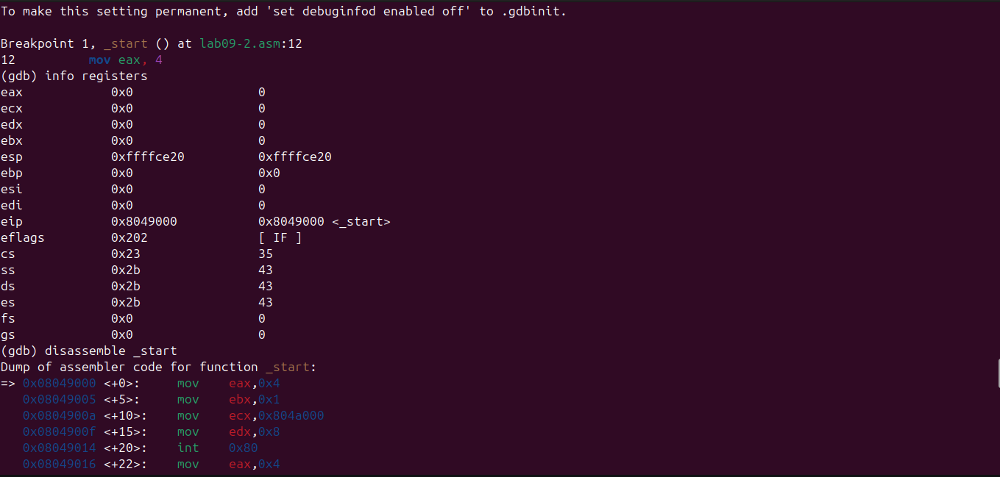 To make this setting permanent, add 'set debuginfod enabled off' to .gdbinit.
Breakpoint 1, _start () at lab09-2.asm:12
12          mov eax, 4
(gdb) info registers
eax            0x0                 0
ecx            0x0                 0
edx            0x0                 0
ebx            0x0                 0
esp            0xffffce20          0xffffce20
ebp            0x0                 0x0
esi            0x0                 0
edi            0x0                 0
eip            0x8049000           0x8049000 <_start>
eflags         0x202               [ IF ]
cs             0x23                35
ss             0x2b                43
ds             0x2b                43
es             0x2b                43
fs             0x0                 0
gs             0x0                 0
(gdb) disassemble _start
Dump of assembler code for function _start:
=> 0x08049000 <+0>:     mov    eax,0x4
   0x08049005 <+5>:     mov    ebx,0x1
   0x0804900a <+10>:    mov    ecx,0x804a000
   0x0804900f <+15>:    mov    edx,0x8
   0x08049014 <+20>:    int    0x80
   0x08049016 <+22>:    mov    eax,0x4